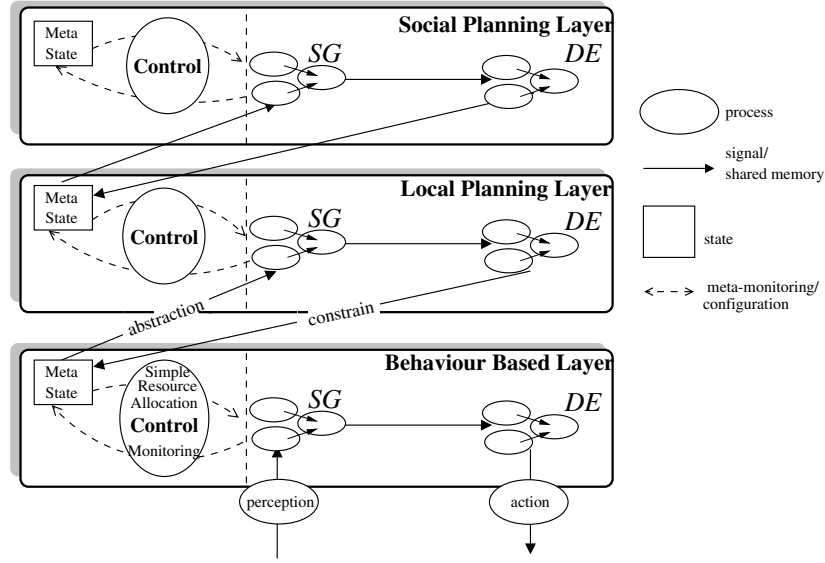 Social Planning Layer
Meta
State
Control
SG
DE
Local Planning Layer
Meta
State
Control
SG
DE
abstraction
constrain
Behaviour Based Layer
Meta
State
Simple
Resource
Allocation
Control
Monitoring
SG
DE
perception
action
process
signal/
shared memory
state
meta-monitoring/
configuration